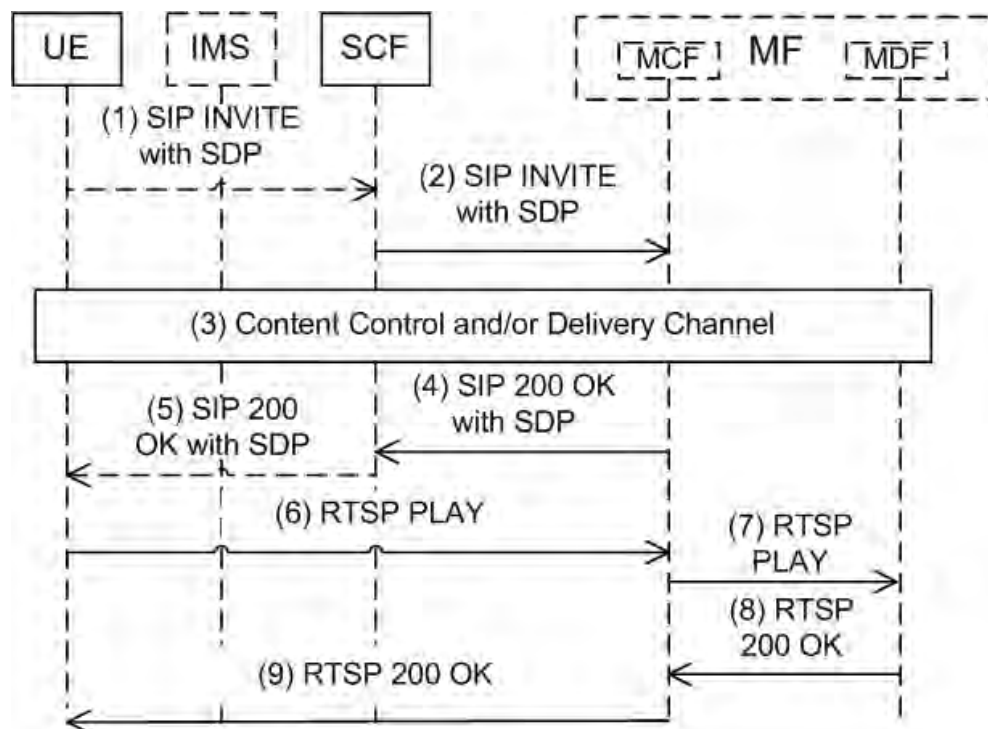 UE
IMS
SCF
MCF
MF
MDF
(1) SIP INVITE
with SDP
(2) SIP INVITE
with SDP
(3) Content Control and/or Delivery Channel
(4) SIP 200 OK
with SDP
(5) SIP 200
OK with SDP
(6) RTSP PLAY
(7) RTSP
PLAY
(8) RTSP
200 OK
(9) RTSP 200 OK